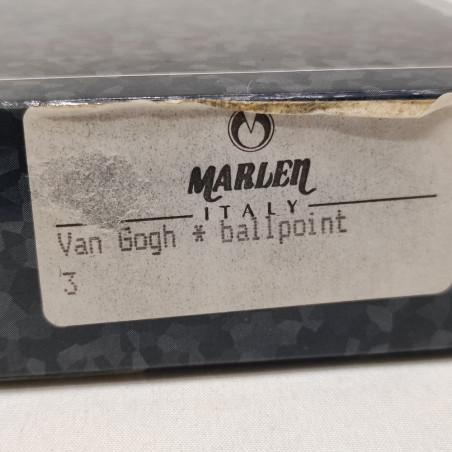 MARLEN
ITALY
Van Gogh * ballpoint
3